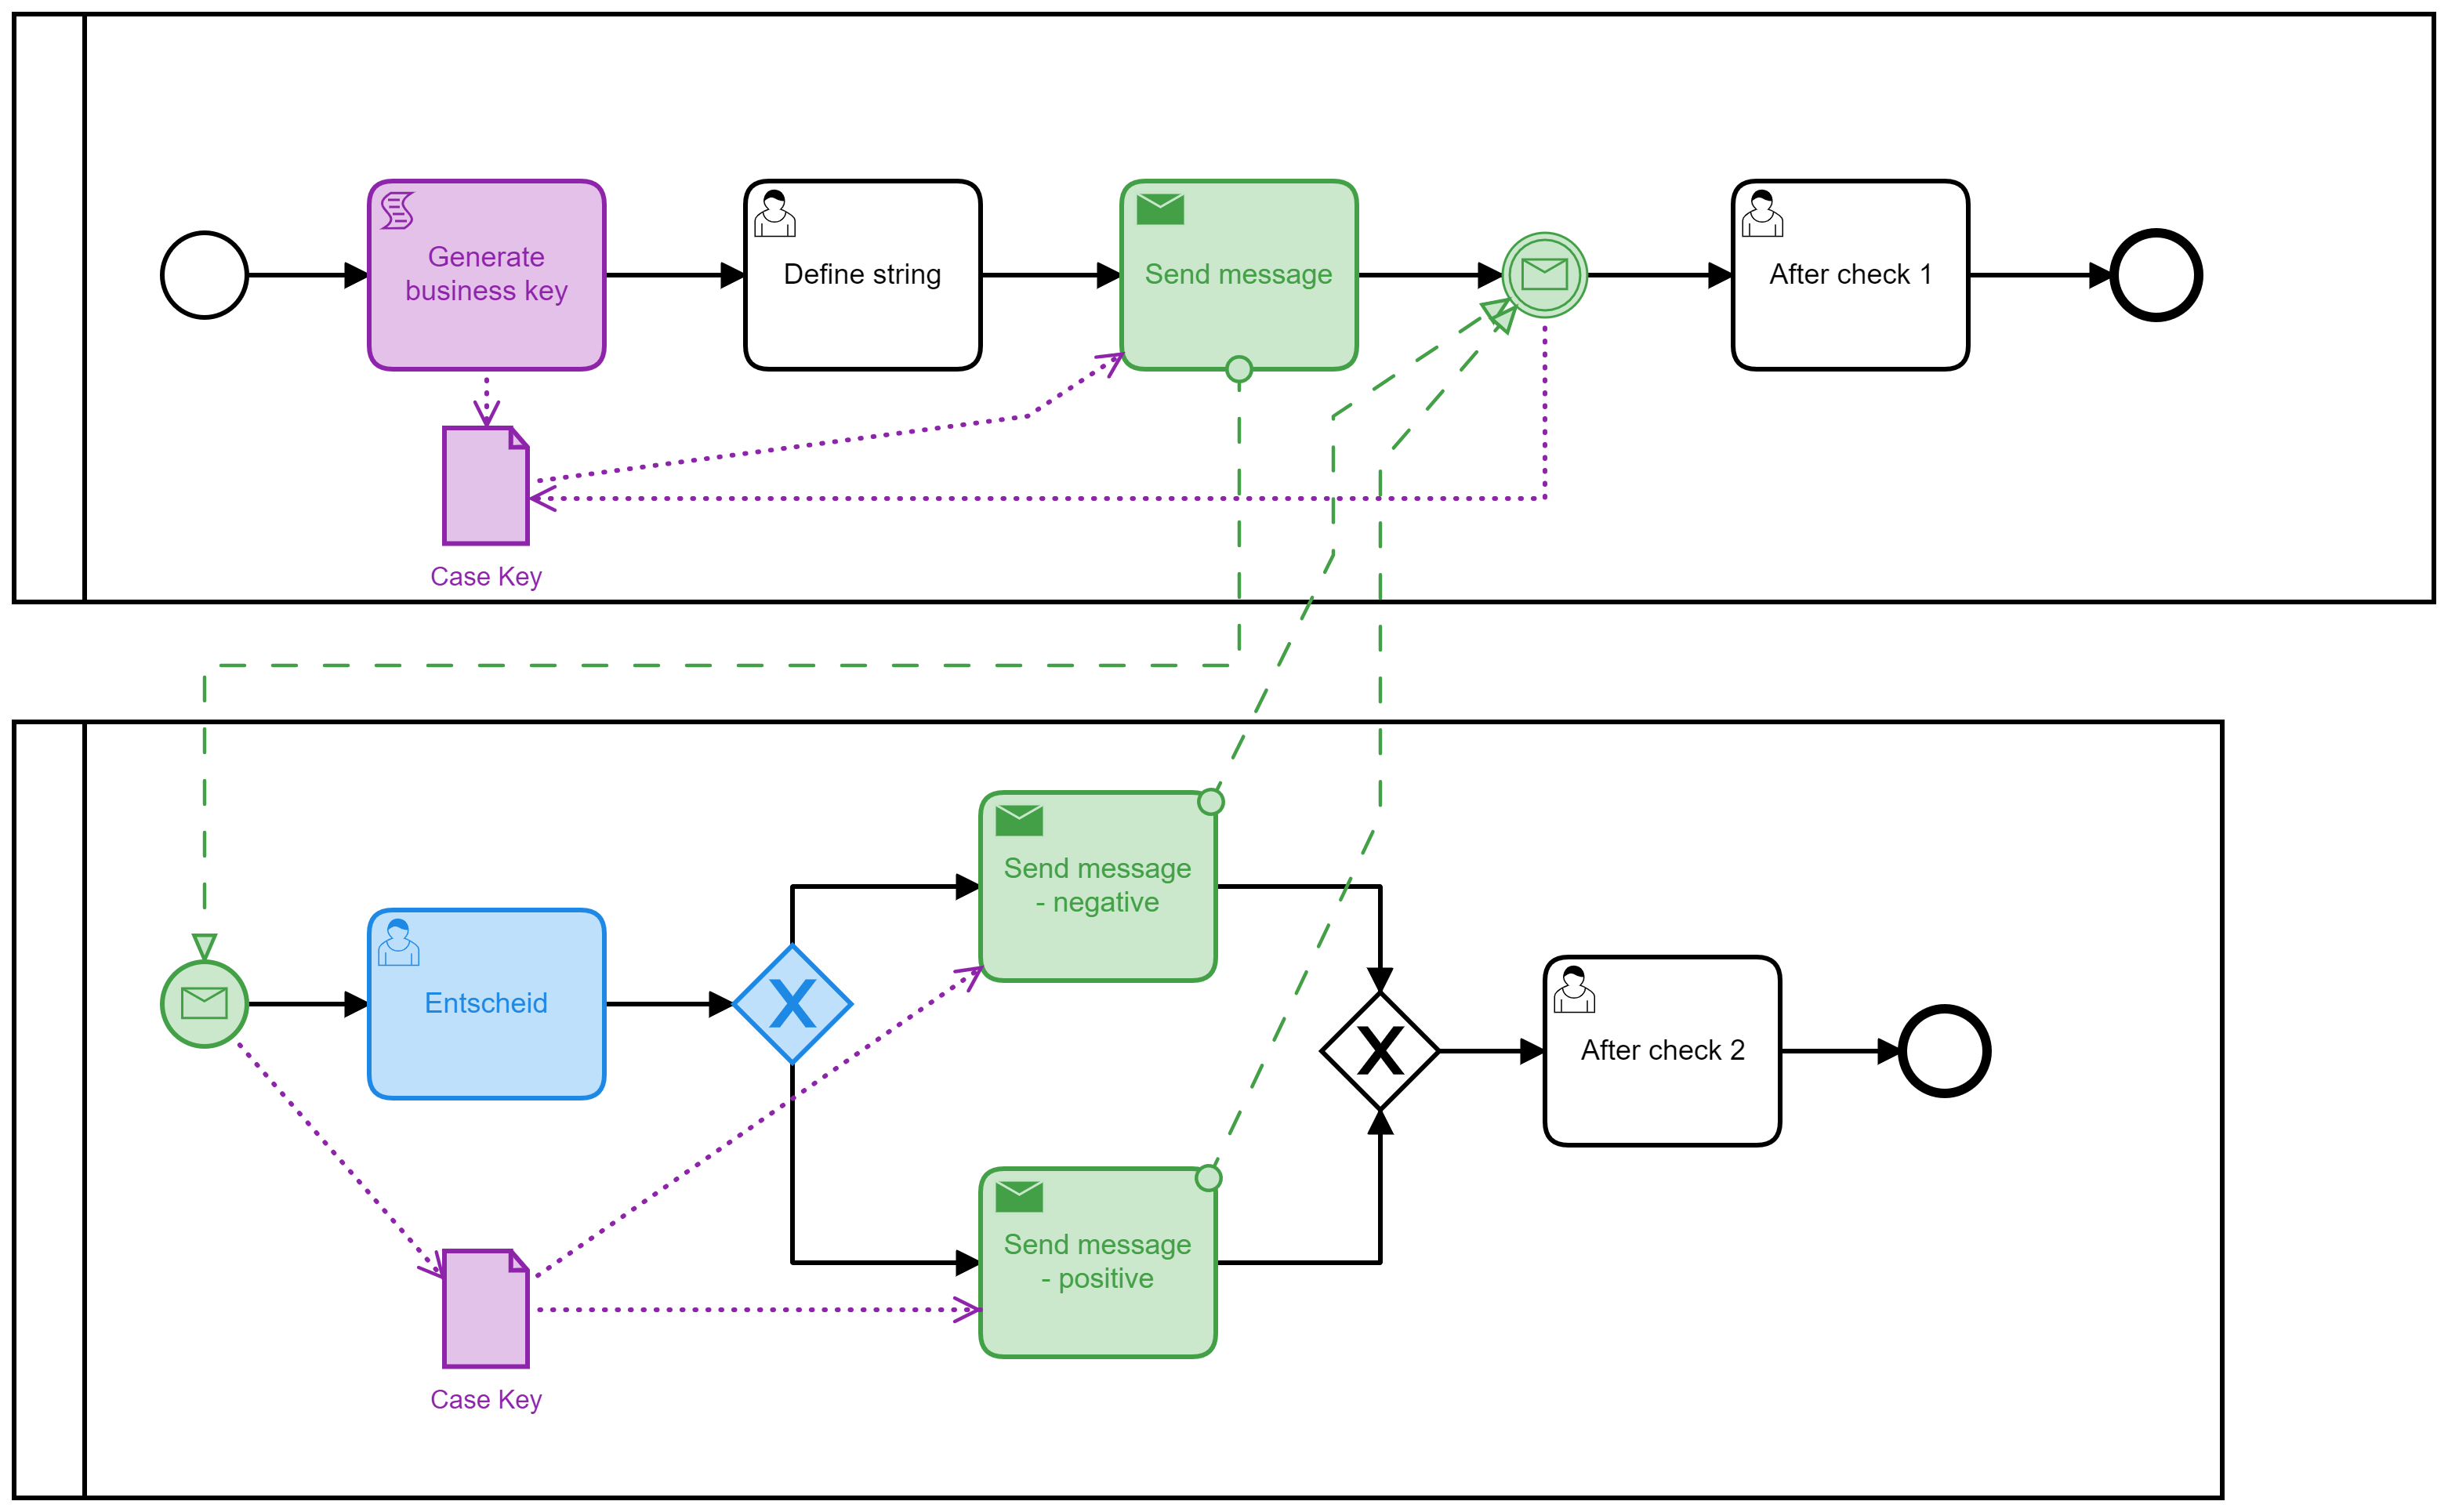 Generate
business key
Define string
Send message
After check 1
Case Key
Send message
- negative
Entscheid
After check 2
Send message
- positive
Case Key